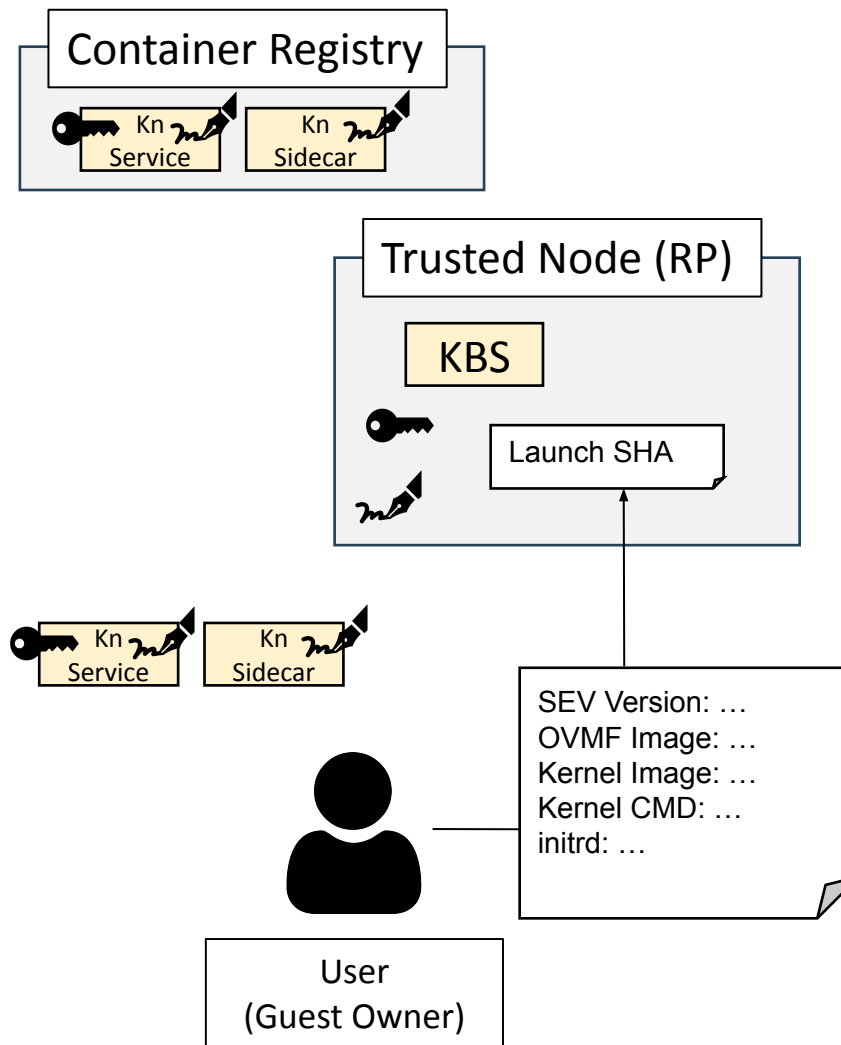 Container Registry
Kn
Service
Kn
Sidecar
Trusted Node (RP)
KBS
Launch SHA
Kn
Service
Kn
Sidecar
SEV Version: …
OVMF Image: …
Kernel Image: …
Kernel CMD: …
initrd: …
User
(Guest Owner)